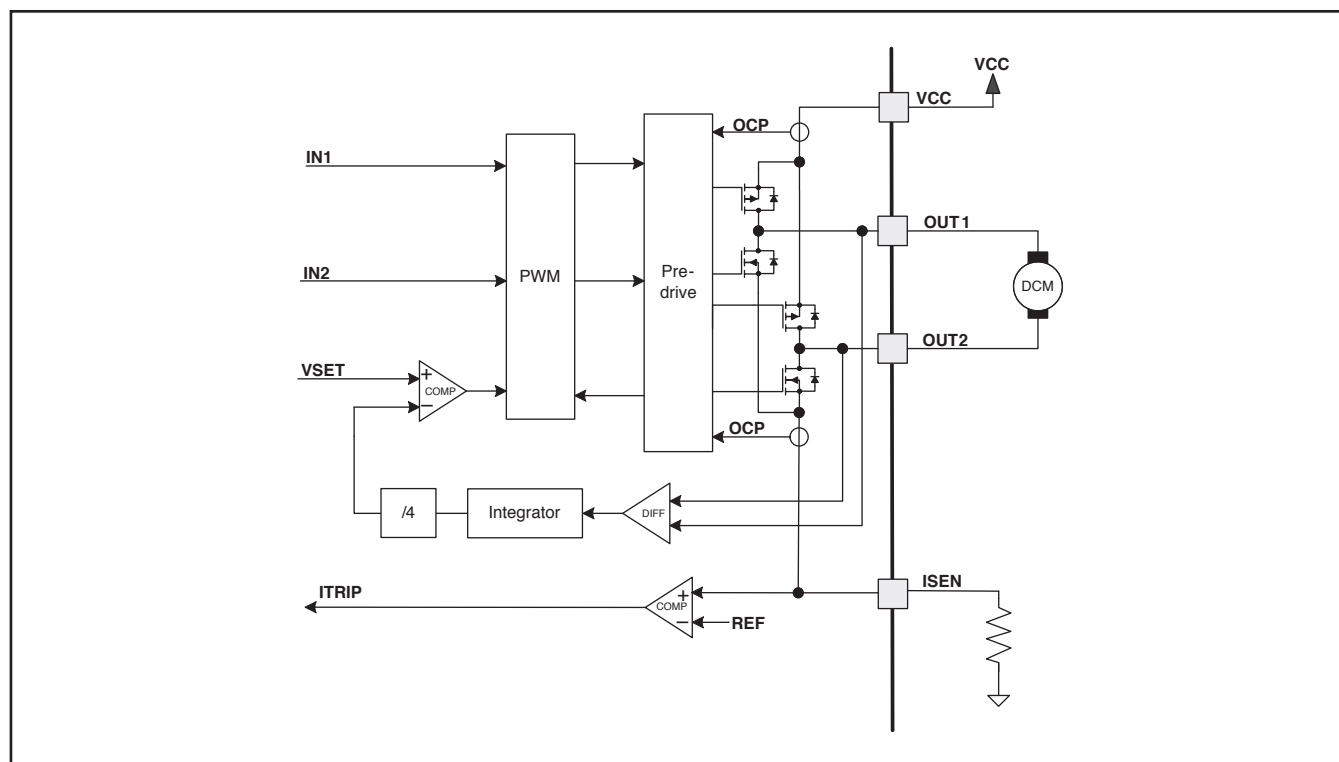 VCC
VCC
OCP
IN1
OUT1
IN2
PWM
Pre-
drive
DCM
OUT2
VSET
+
COMP
−
OCP
/4
Integrator
DIFF
ISEN
ITRIP
+
COMP
−
REF